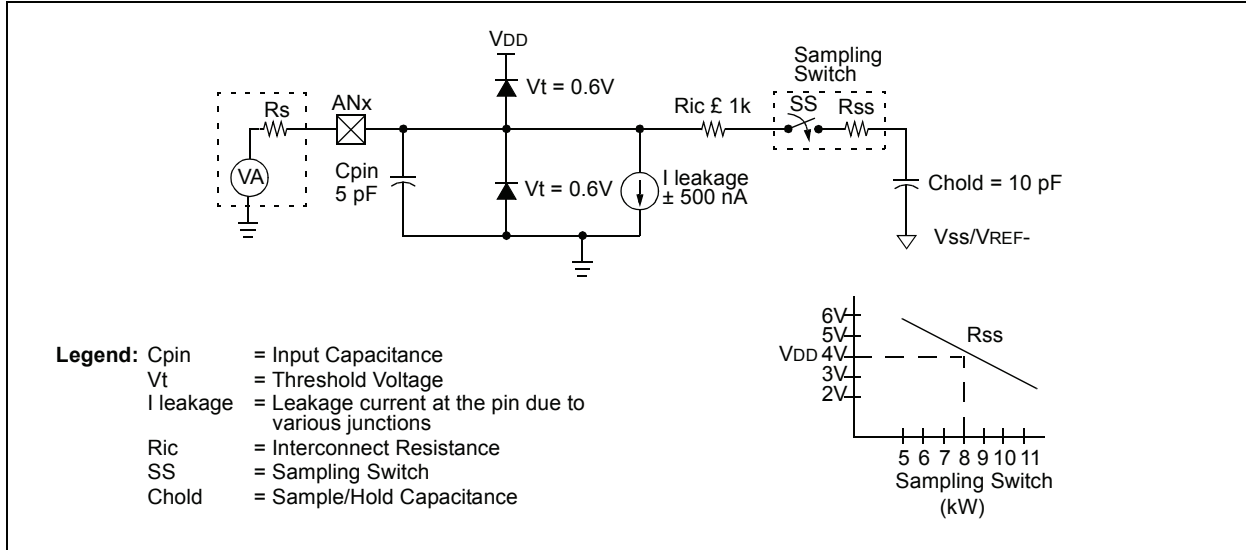 VDD
Vt = 0.6V
Sampling
Switch
Rs
ANx
Ric £ 1k
SS
Rss
VA
Cpin
5 pF
Vt = 0.6V
I leakage
± 500 nA
Chold = 10 pF
Vss/VREF-
Legend: Cpin = Input Capacitance
Vt = Threshold Voltage
I leakage = Leakage current at the pin due to
various junctions
Ric = Interconnect Resistance
SS = Sampling Switch
Chold = Sample/Hold Capacitance
6V
5V
VDD 4V
3V
2V
Rss
5 6 7 8 9 10 11
Sampling Switch
(kW)